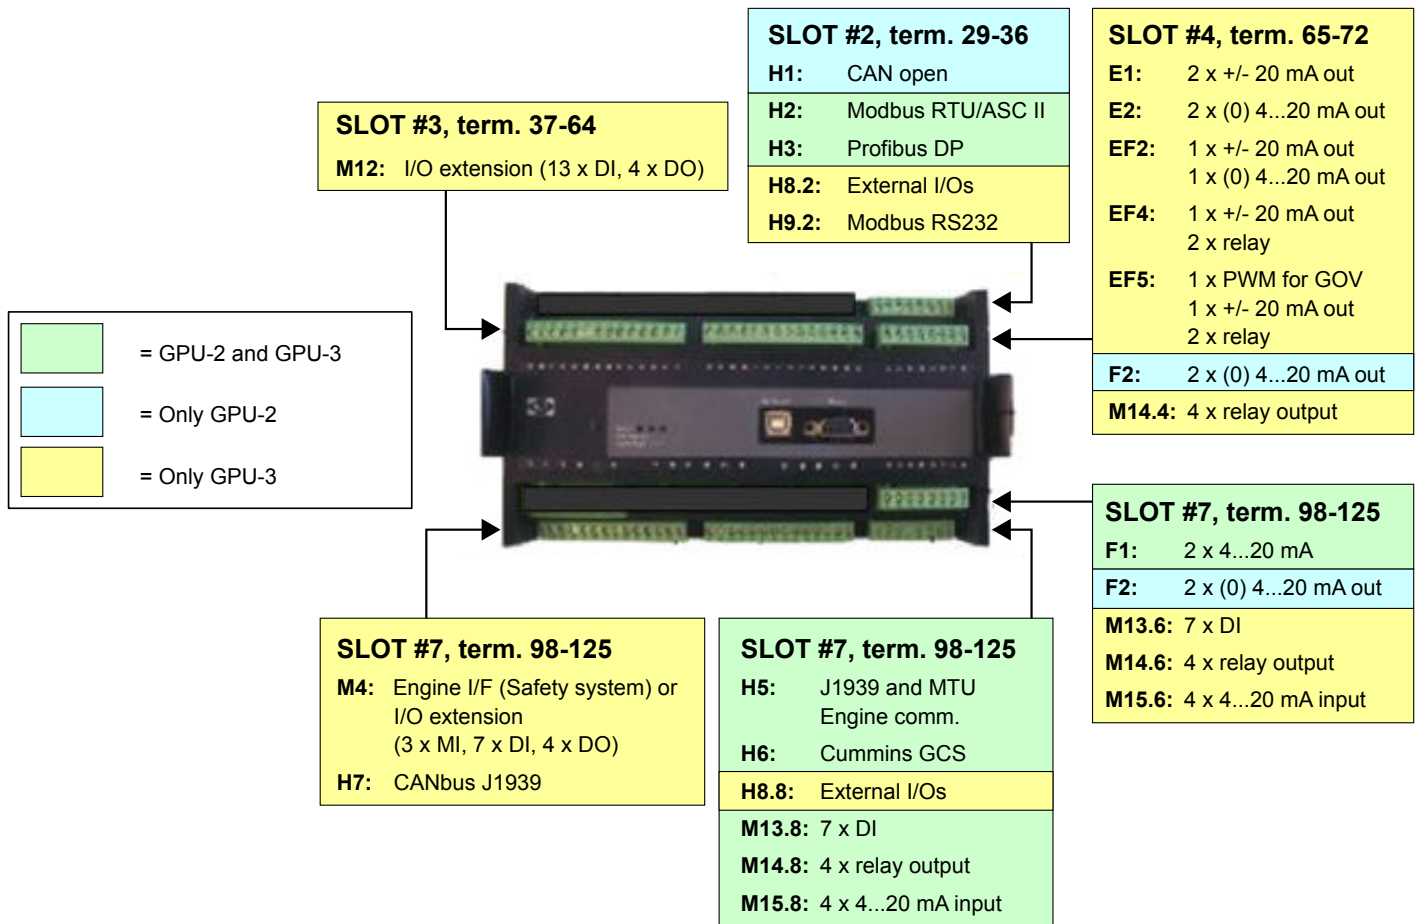 SLOT #2, term. 29-36
H1: CAN open
H2: Modbus RTU/ASC II
H3: Profibus DP
H8.2: External I/Os
H9.2: Modbus RS232
SLOT #4, term. 65-72
E1: 2 x +/- 20 mA out
E2: 2 x (0) 4...20 mA out
EF2: 1 x +/- 20 mA out
1 x (0) 4...20 mA out
EF4: 1 x +/- 20 mA out
2 x relay
EF5: 1 x PWM for GOV
1 x +/- 20 mA out
2 x relay
F2: 2 x (0) 4...20 mA out
M14.4: 4 x relay output
SLOT #3, term. 37-64
M12: I/O extension (13 x DI, 4 x DO)
= GPU-2 and GPU-3
= Only GPU-2
= Only GPU-3
SLOT #7, term. 98-125
F1: 2 x 4...20 mA
F2: 2 x (0) 4...20 mA out
M13.6: 7 x DI
M14.6: 4 x relay output
M15.6: 4 x 4...20 mA input
SLOT #7, term. 98-125
M4: Engine I/F (Safety system) or
I/O extension
(3 x MI, 7 x DI, 4 x DO)
H7: CANbus J1939
SLOT #7, term. 98-125
H5: J1939 and MTU
Engine comm.
H6: Cummins GCS
H8.8: External I/Os
M13.8: 7 x DI
M14.8: 4 x relay output
M15.8: 4 x 4...20 mA input